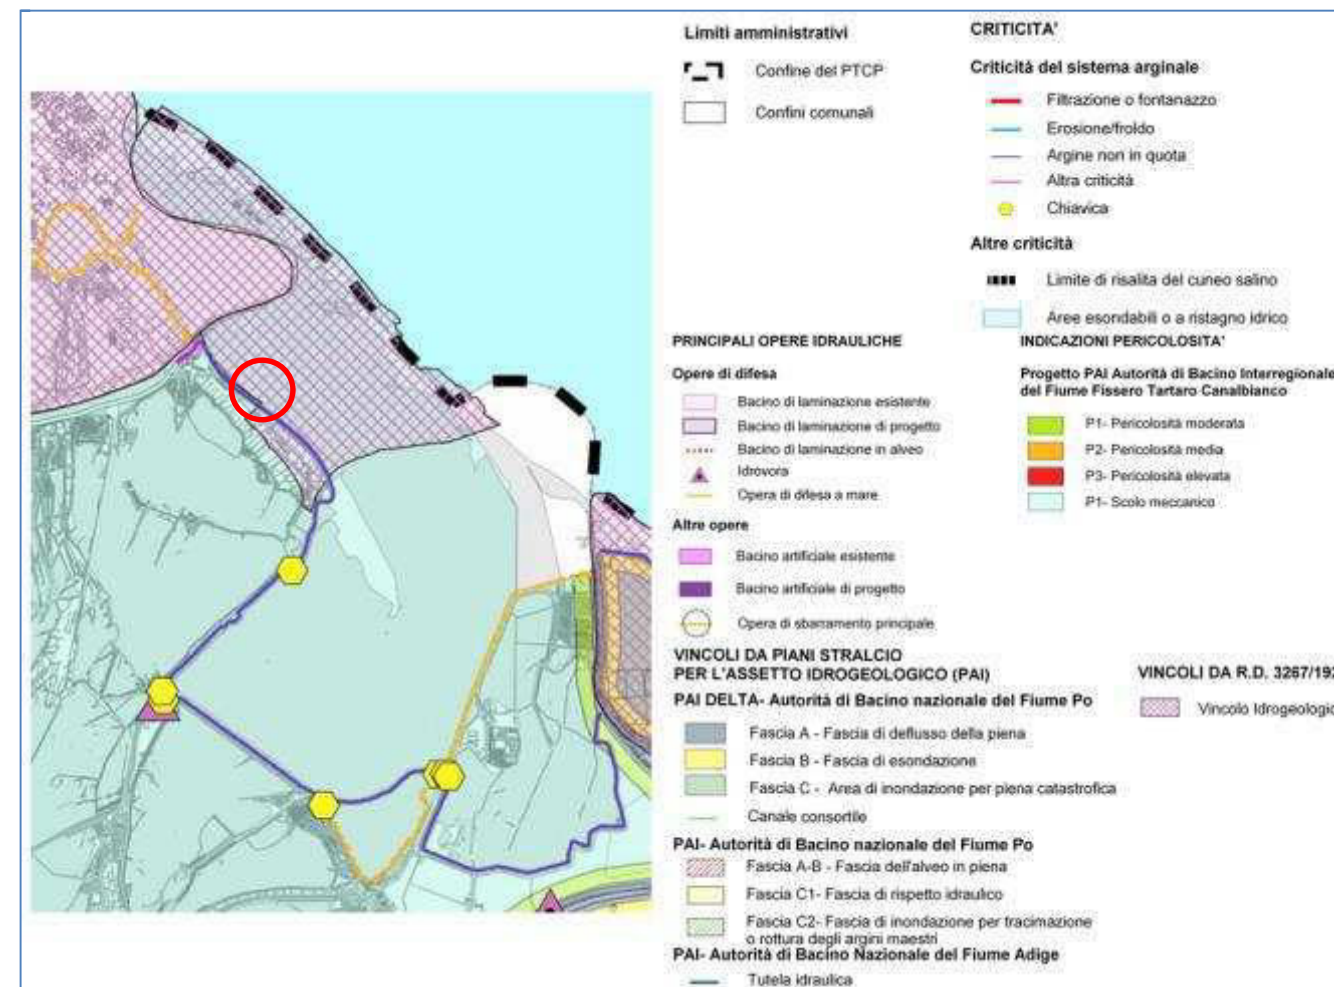 Limiti amministrativi
Confine del PTCP
Confini comunali
CRITICITA'
Criticità del sistema arginale
Filtrazione o fontanazzo
Erosione/froldo
Argine non in quota
Altra criticità
Chiavica
Altre criticità
Limite di risalita del cuneo salino
Aree esondabili o a ristagno idrico
PRINCIPALI OPERE IDRAULICHE
Opere di difesa
Bacino di laminazione esistente
Bacino di laminazione di progetto
Bacino di laminazione in alveo
Idrovora
Opera di difesa a mare
Altre opere
Bacino artificiale esistente
Bacino artificiale di progetto
Opera di sbarramento principale
INDICAZIONI PERICOLOSITA'
Progetto PAI Autorità di Bacino Interregionale
del Fiume Fissero Tartaro Canalbianco
P1- Pericolosità moderata
P2- Pericolosità media
P3- Pericolosità elevata
P1- Scolo meccanico
VINCOLI DA PIANI STRALCIO
PER L'ASSETTO IDROGEOLOGICO (PAI)
PAI DELTA- Autorità di Bacino nazionale del Fiume Po
Fascia A - Fascia di deflusso della piena
Fascia B - Fascia di esondazione
Fascia C - Area di inondazione per piena catastrofica
Canale consortile
PAI- Autorità di Bacino nazionale del Fiume Po
Fascia A-B - Fascia dell'alveo in piena
Fascia C1- Fascia di rispetto idraulico
Fascia C2- Fascia di inondazione per tracimazione
o rottura degli argini maestri
PAI- Autorità di Bacino Nazionale del Fiume Adige
Tutela idraulica
VINCOLI DA R.D. 3267/192
Vincolo Idrogeologic